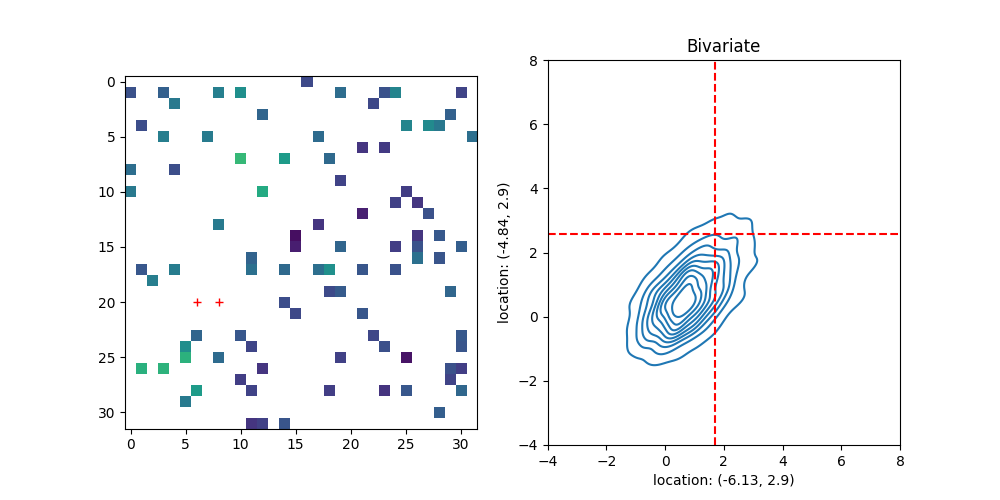 0
5
10
15
20
25
30
0 5 10 15 20 25 30
Bivariate
8
6
4
2
0
−2
−4
location: (-4.84, 2.9)
−4 −2 0 2 4 6 8
location: (-6.13, 2.9)